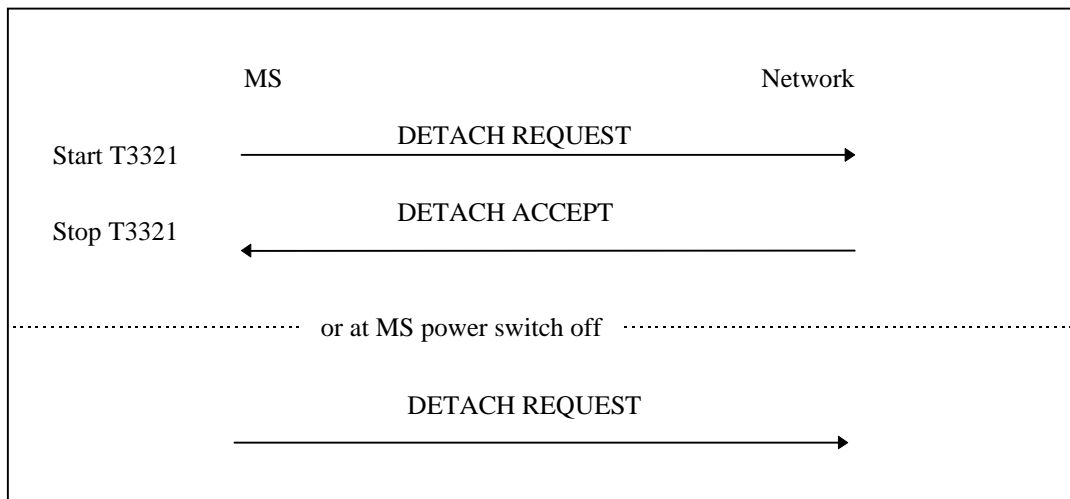 MS Network
DETACH REQUEST
Start T3321
DETACH ACCEPT
Stop T3321
or at MS power switch off
DETACH REQUEST